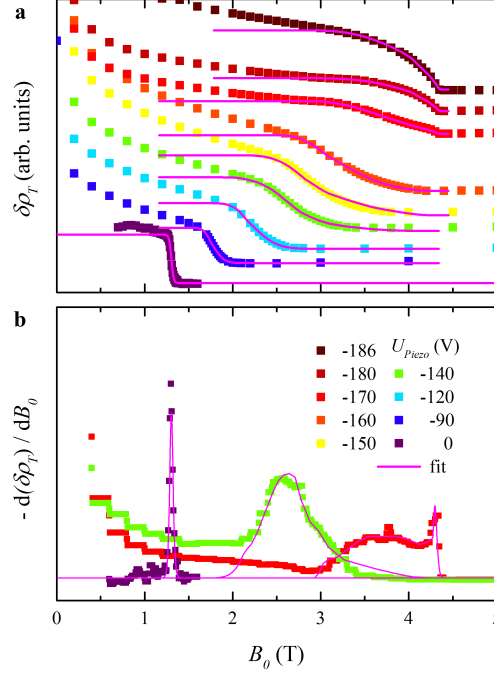 a
δρ_T (arb. units)
b
-186 U_Piezo (V)
-180 -140
-170 -120
-160 -90
-150 0
fit
- d(δρ_T) / dB_0
0 1 2 3 4 5
B_0 (T)